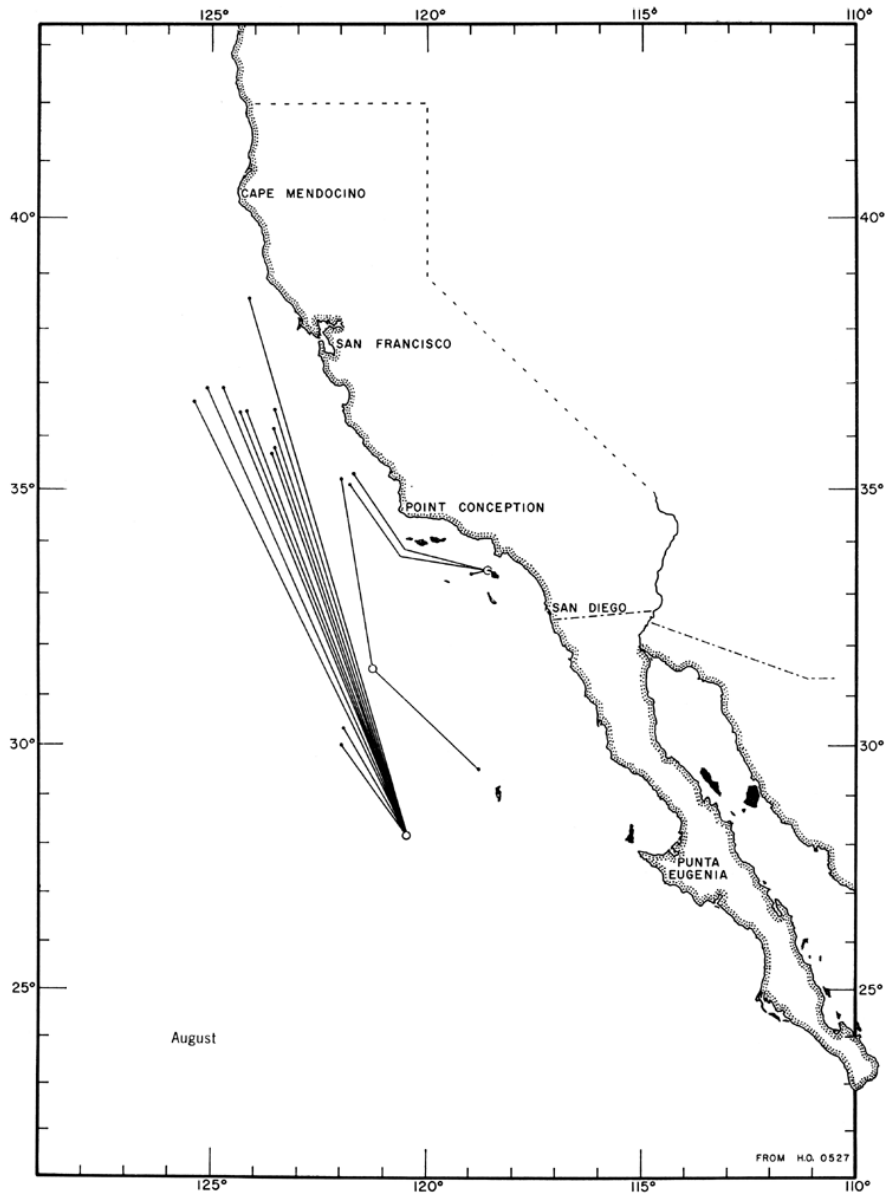 125° 120° 115° 110°
CAPE MENDOCINO
40° 40°
SAN FRANCISCO
35° 35°
POINT CONCEPTION
SAN DIEGO
30° 30°
PUNTA
EUGENIA
25° 25°
August
FROM H.O. 0527
125° 120° 115° 110°